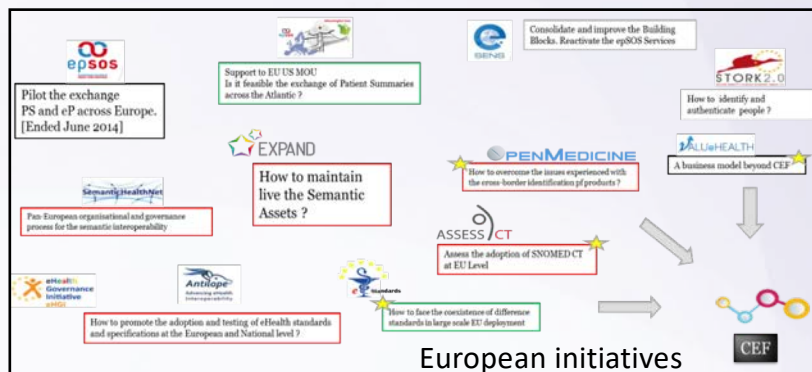 epsos
Pilot the exchange
PS and eP across Europe.
[Ended June 2014]
Support to EU US MOU
Is it feasible the exchange of Patient Summaries
across the Atlantic ?
SENS
Consolidate and improve the Building
Blocks. Reactivate the epSOS Services
STORK 2.0
How to identify and
authenticate people ?
EXPAND
How to maintain
live the Semantic
Assets ?
OPENMEDICINE
How to overcome the issues experienced with
the cross-border identification pf products ?
VALUeHEALTH
A business model beyond CEF
SemanticHealthNet
Pan-European organisational and governance
process for the semantic interoperability
ASSESS CT
Assess the adoption of SNOMED CT
at EU Level
eHealth
Governance
Initiative
eHGI
Antilope
Advancing eHealth
Interoperability
How to promote the adoption and testing of eHealth standards
and specifications at the European and National level ?
eStandards
How to face the coexistence of difference
standards in large scale EU deployment
CEF
European initiatives